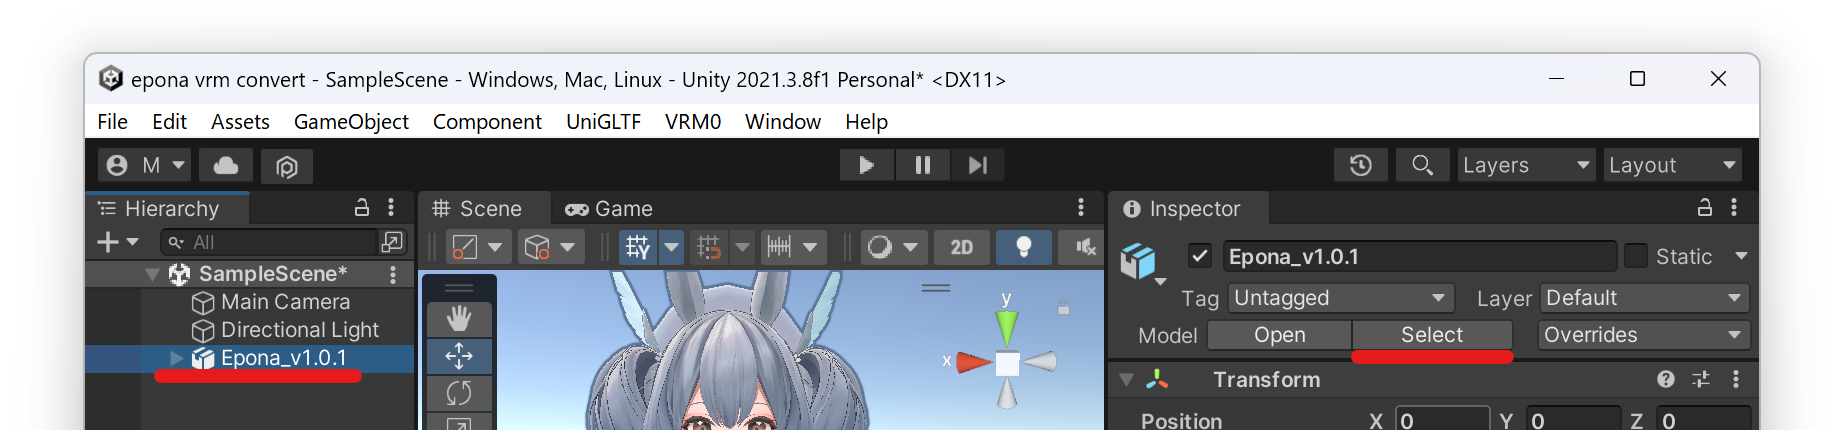 epona vrm convert - SampleScene - Windows, Mac, Linux - Unity 2021.3.8f1 Personal* <DX11>
File Edit Assets GameObject Component UniGLTF VRM0 Window Help
M Layers Layout
Hierarchy
All
SampleScene*
Main Camera
Directional Light
Epona_v1.0.1
Scene Game
2D
y
x
Inspector
Epona_v1.0.1 Static
Tag Untagged Layer Default
Model Open Select Overrides
Transform
Position X 0 Y 0 Z 0